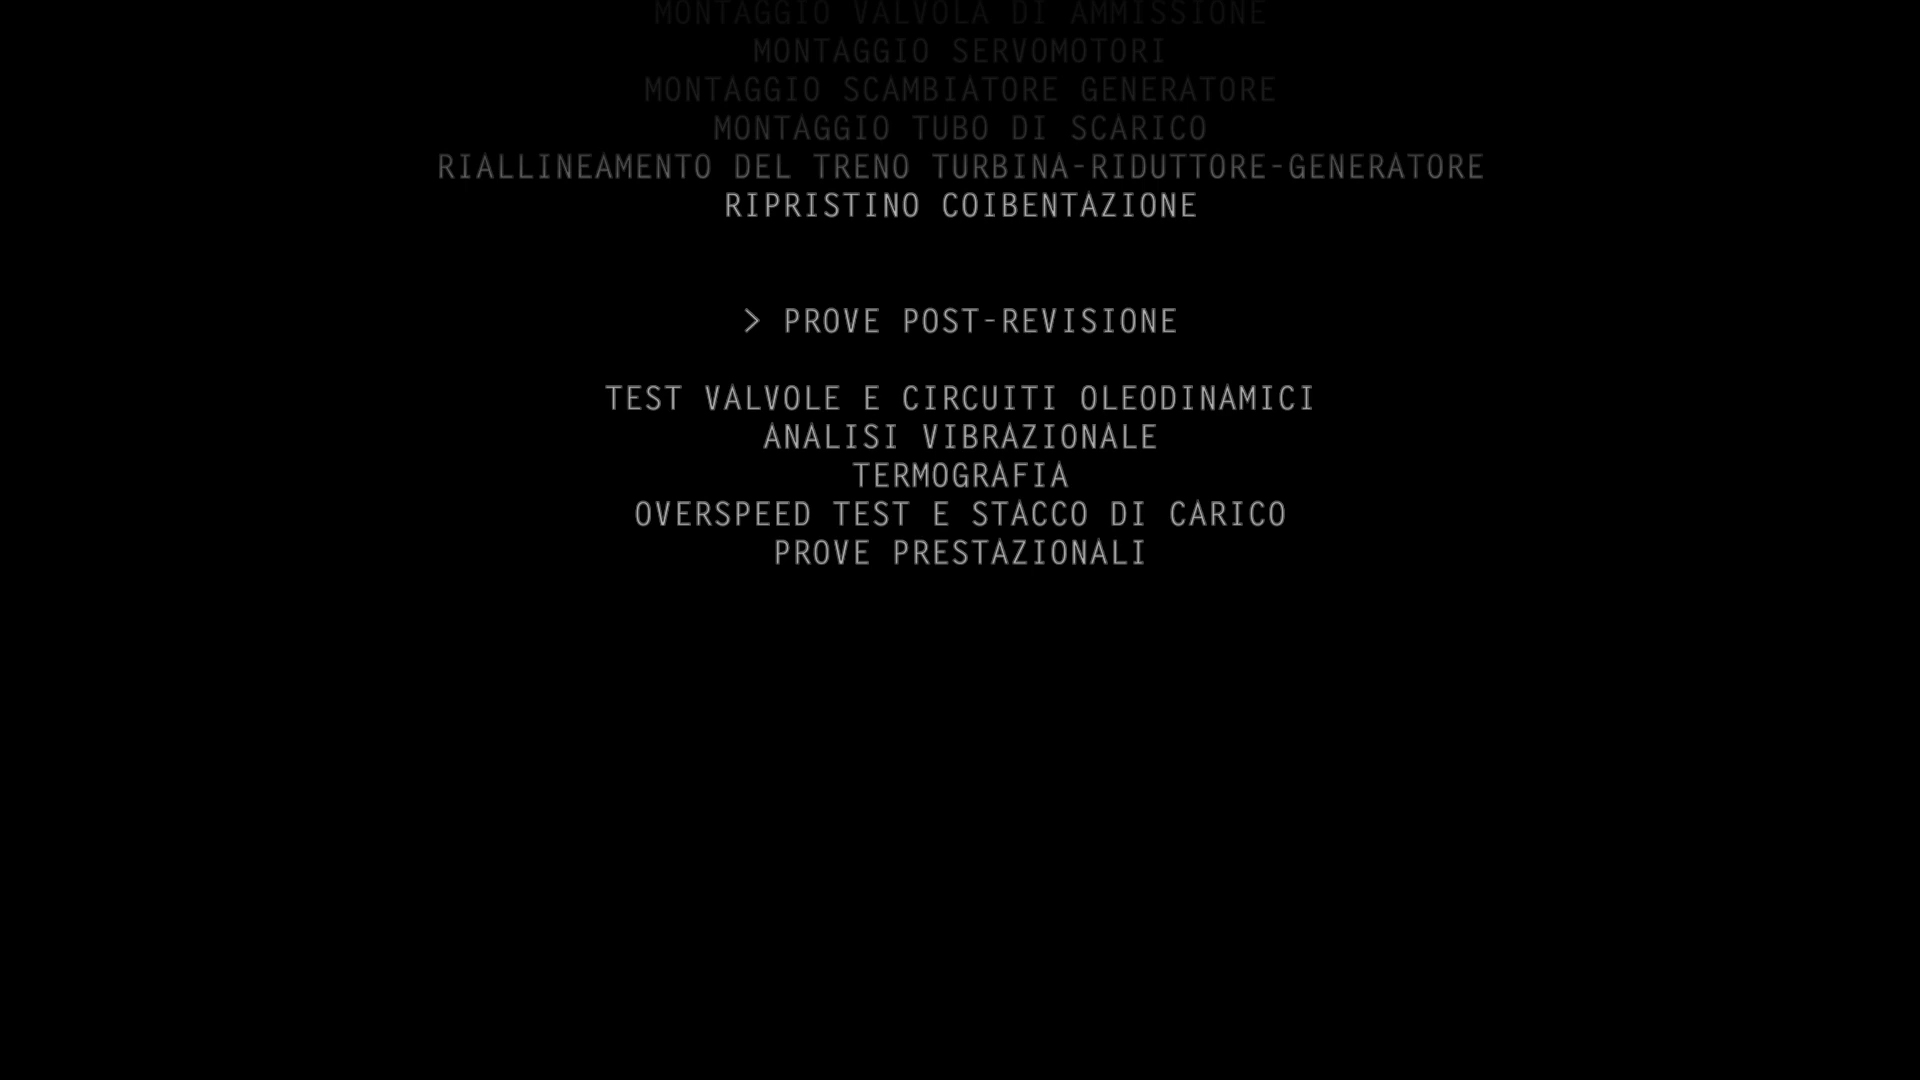 MONTAGGIO VALVOLA DI AMMISSIONE
MONTAGGIO SERVOMOTORI
MONTAGGIO SCAMBIATORE GENERATORE
MONTAGGIO TUBO DI SCARICO
RIALLINEAMENTO DEL TRENO TURBINA-RIDUTTORE-GENERATORE
RIPRISTINO COIBENTAZIONE
> PROVE POST-REVISIONE
TEST VALVOLE E CIRCUITI OLEODINAMICI
ANALISI VIBRAZIONALE
TERMOGRAFIA
OVERSPEED TEST E STACCO DI CARICO
PROVE PRESTAZIONALI